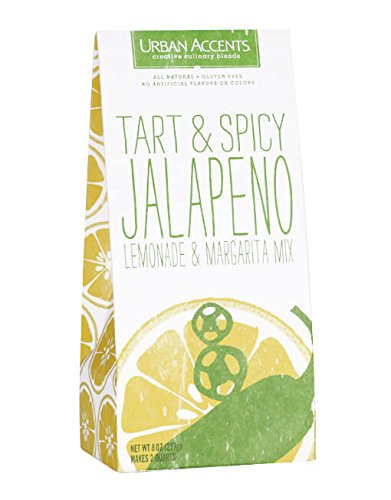 URBAN ACCENTS
creative culinary blends
ALL NATURAL • GLUTEN FREE
NO ARTIFICIAL FLAVORS OR COLORS
TART & SPICY
JALAPENO
LEMONADE & MARGARITA MIX
NET WT 8 OZ (227g)
MAKES 2 QUARTS